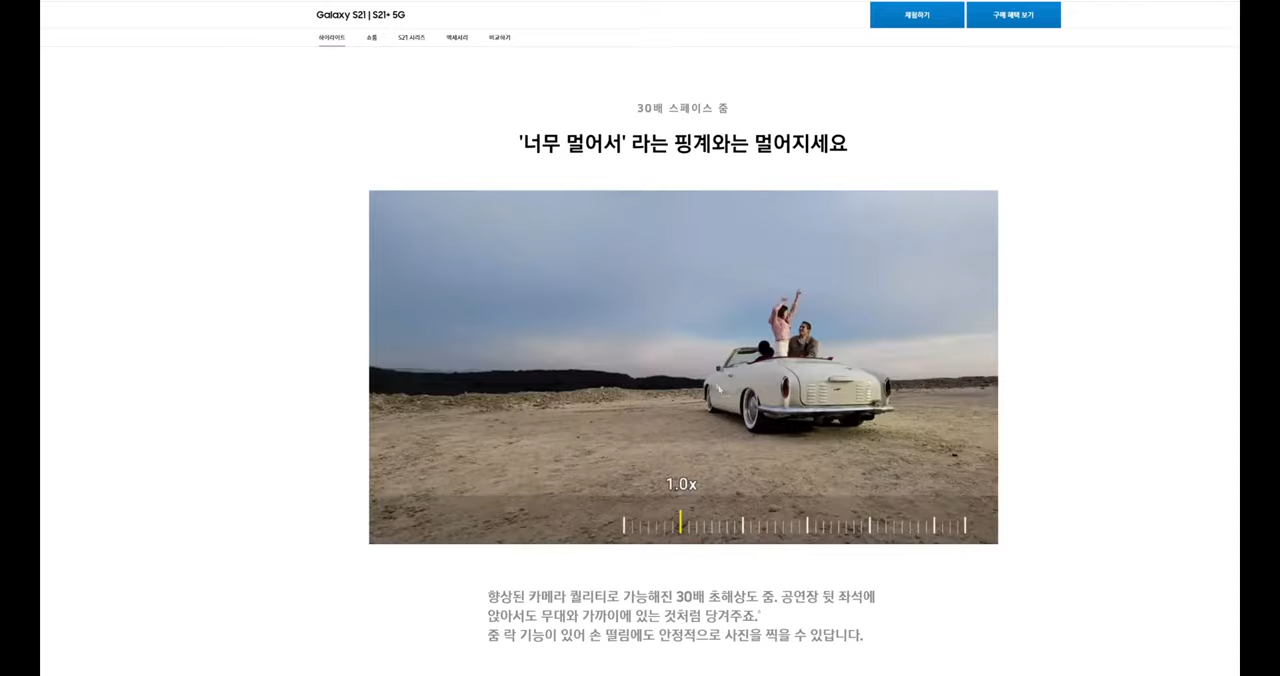 Galaxy S21 | S21+ 5G
체험하기
구매 혜택 보기
하이라이트
쇼룸
S21 시리즈
액세서리
비교하기
30배 스페이스 줌
'너무 멀어서' 라는 핑계와는 멀어지세요
1.0x
향상된 카메라 퀄리티로 가능해진 30배 초해상도 줌. 공연장 뒷 좌석에
앉아서도 무대와 가까이에 있는 것처럼 당겨주죠.
줌 락 기능이 있어 손 떨림에도 안정적으로 사진을 찍을 수 있답니다.